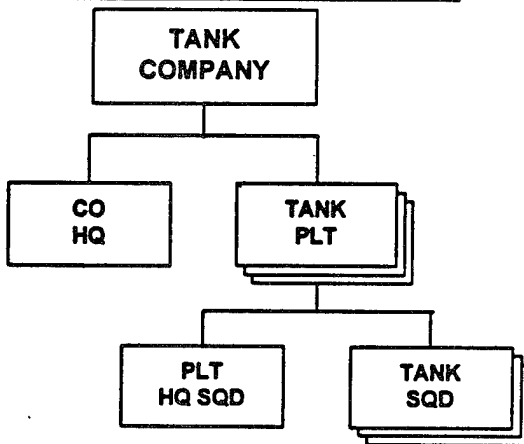 TANK
COMPANY
CO
HQ
TANK
PLT
PLT
HQ SQD
TANK
SQD